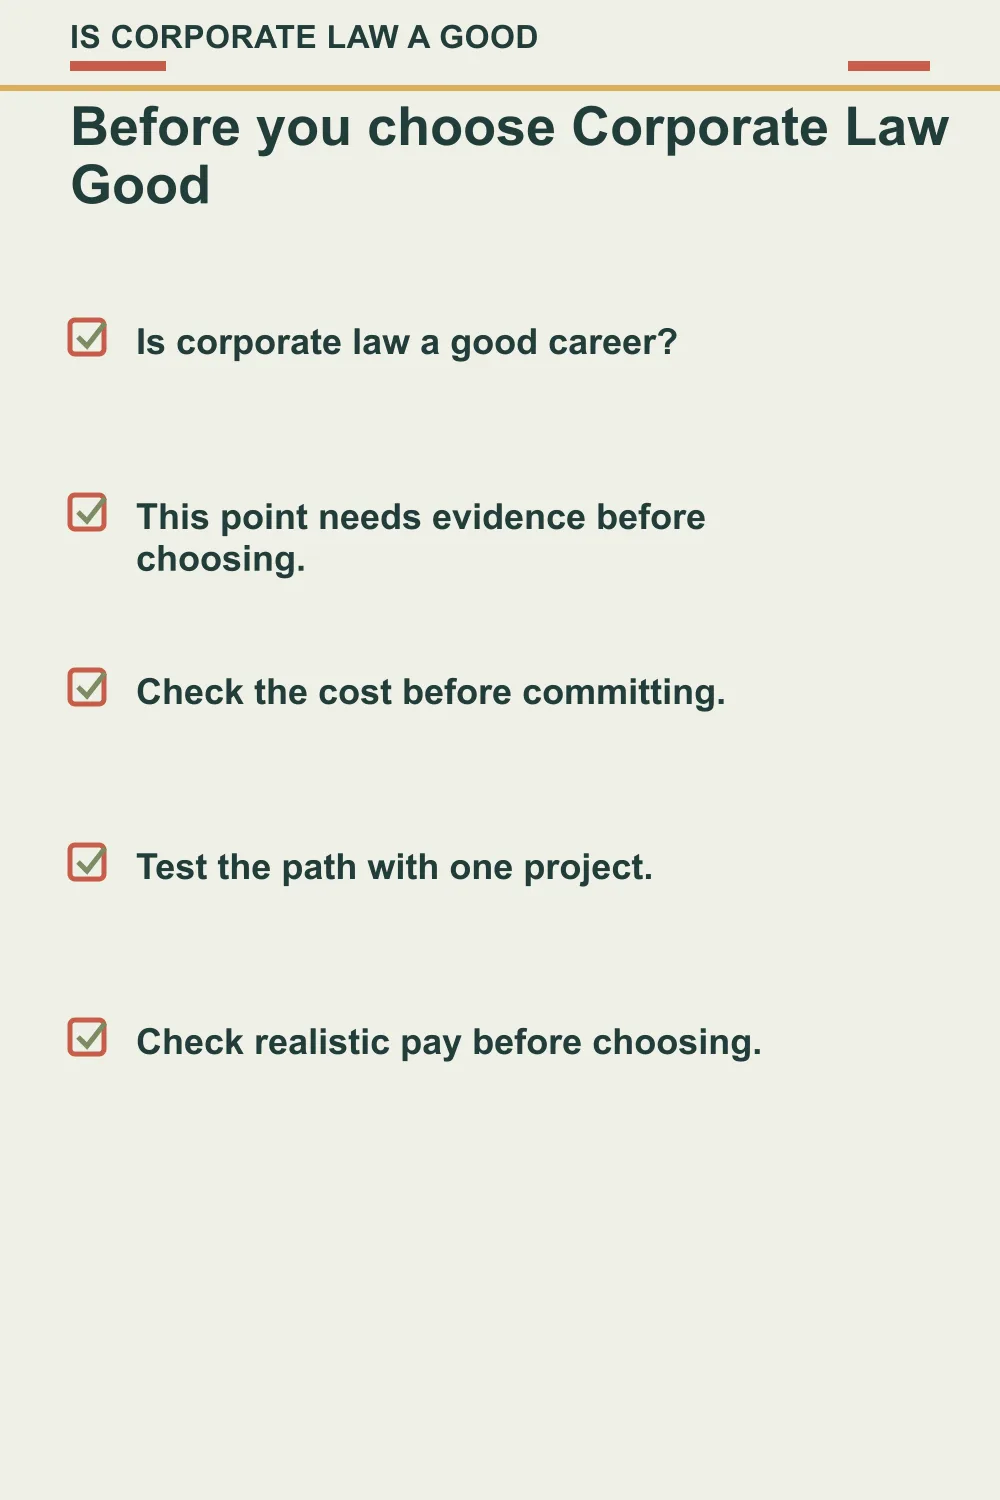 IS CORPORATE LAW A GOOD
Before you choose Corporate Law
Good
Is corporate law a good career?
This point needs evidence before
choosing.
Check the cost before committing.
Test the path with one project.
Check realistic pay before choosing.